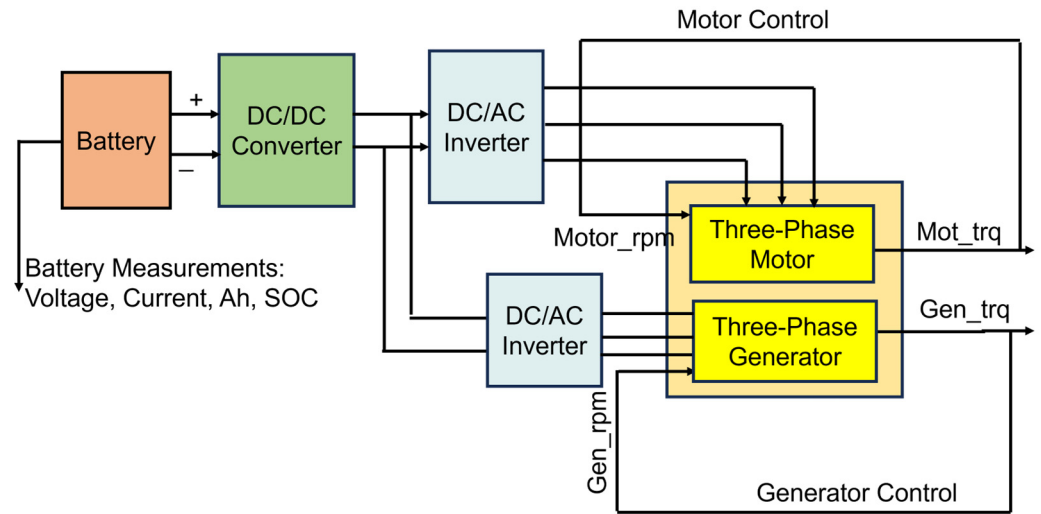 Motor Control
Battery
+
–
DC/DC
Converter
DC/AC
Inverter
Motor_rpm
Three-Phase
Motor
Mot_trq
Battery Measurements:
Voltage, Current, Ah, SOC
DC/AC
Inverter
Three-Phase
Generator
Gen_trq
Gen_rpm
Generator Control